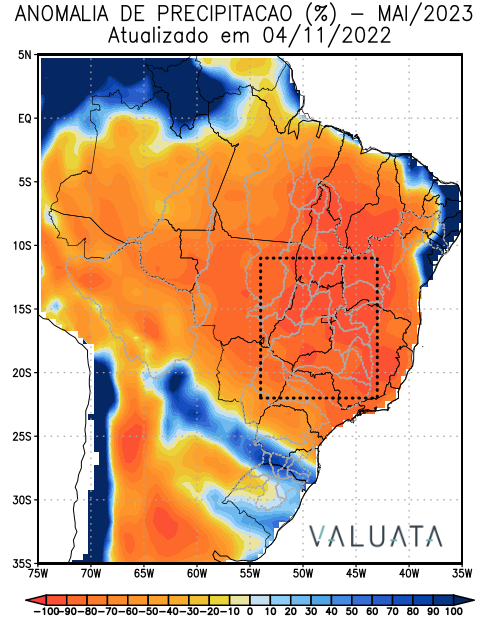 ANOMALIA DE PRECIPITACAO (%) – MAI/2023
Atualizado em 04/11/2022
5N
EQ
5S
10S
15S
20S
25S
30S
35S
VALUATA
75W 70W 65W 60W 55W 50W 45W 40W 35W
-100-90-80-70-60-50-40-30-20-10 0 10 20 30 40 50 60 70 80 90 100